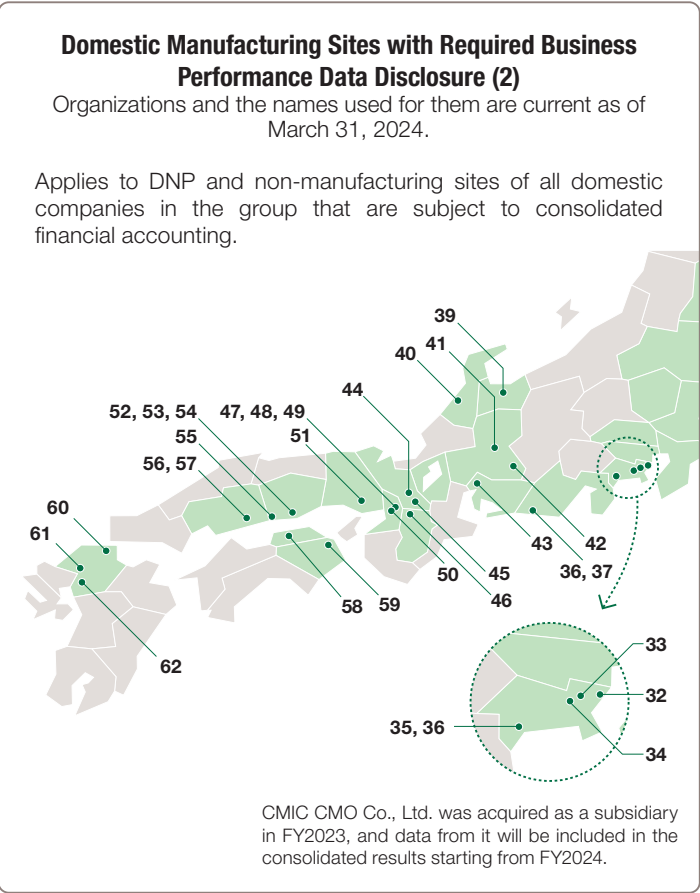 Domestic Manufacturing Sites with Required Business
Performance Data Disclosure (2)
Organizations and the names used for them are current as of
March 31, 2024.
Applies to DNP and non-manufacturing sites of all domestic
companies in the group that are subject to consolidated
financial accounting.
39
41
40
44
52, 53, 54
47, 48, 49
55
51
56, 57
60
61
43
42
50
45
36, 37
46
58
59
62
33
32
35, 36
34
CMIC CMO Co., Ltd. was acquired as a subsidiary
in FY2023, and data from it will be included in the
consolidated results starting from FY2024.